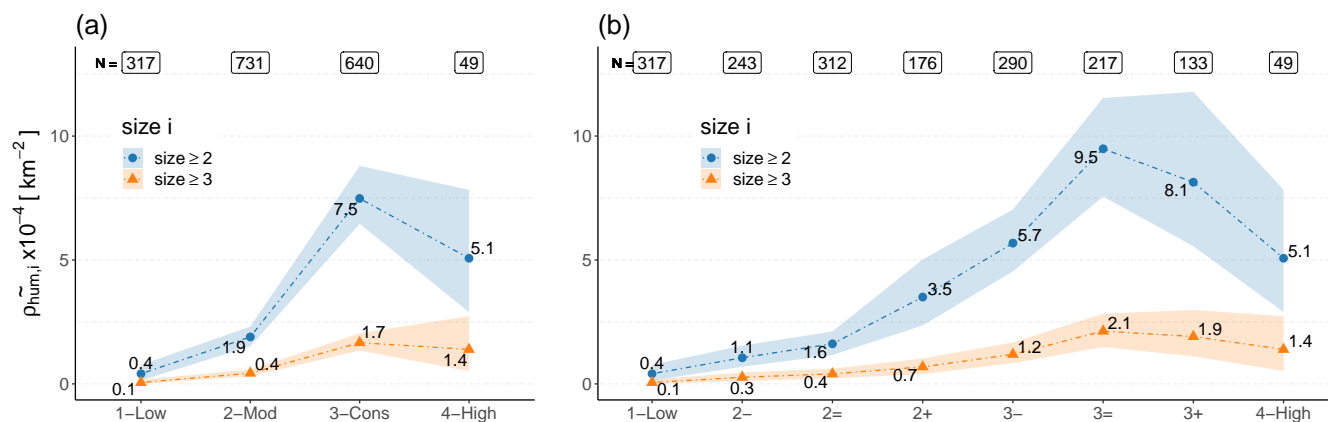 (a)
N = 317 731 640 49
size i
size ≥ 2
size ≥ 3
ρ̃hum,i x10−4 [ km−2 ]
10
5
0
0.4 1.9 7.5 5.1
0.1 0.4 1.7 1.4
1−Low 2−Mod 3−Cons 4−High
(b)
N = 317 243 312 176 290 217 133 49
size i
size ≥ 2
size ≥ 3
0.4 1.1 1.6 3.5 5.7 9.5 8.1 5.1
0.1 0.3 0.4 0.7 1.2 2.1 1.9 1.4
1−Low 2− 2= 2+ 3− 3= 3+ 4−High